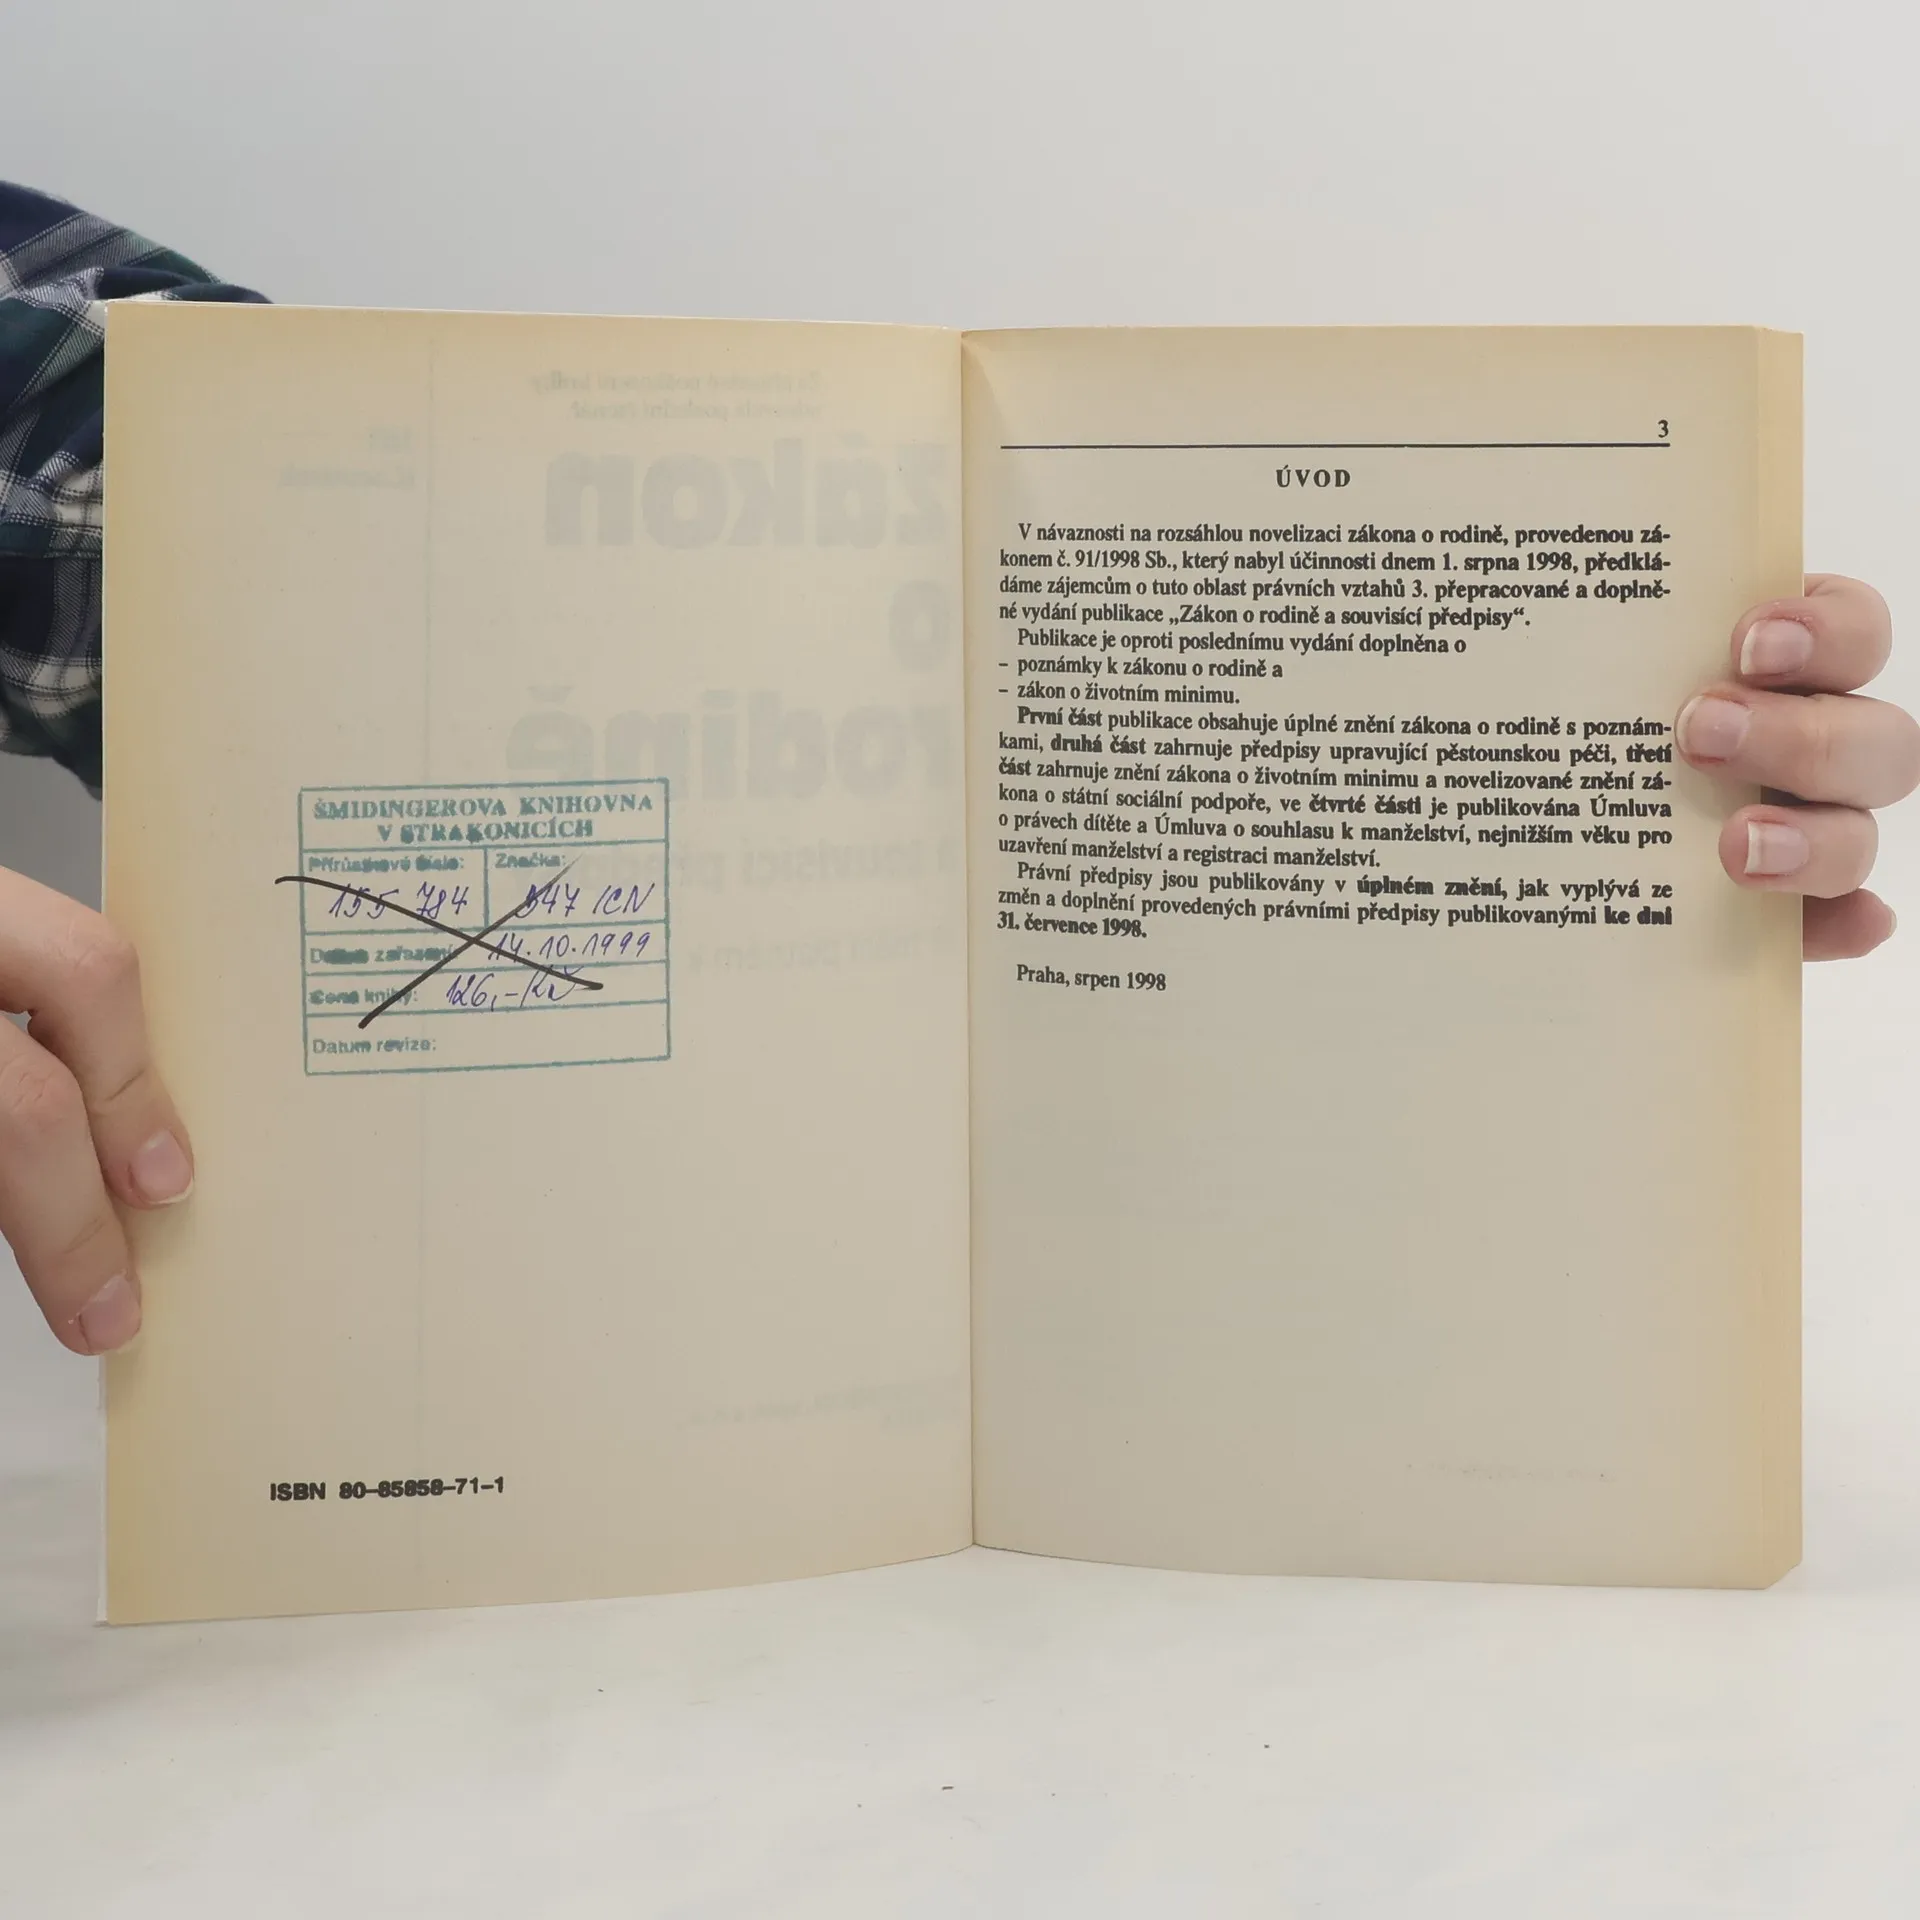 ŠMIDINGEROVA KNIHOVNA
V STRAKONICÍCH
Přírůstkové číslo:
Značka:
155 784
347 ICN
Datum zařazení:
14.10.1999
Cena knihy:
126,- Kč
Datum revize:
ISBN 80-85858-71-1
3
ÚVOD
V návaznosti na rozsáhlou novelizaci zákona o rodině, provedenou zá-
konem č. 91/1998 Sb., který nabyl účinnosti dnem 1. srpna 1998, předklá-
dáme zájemcům o tuto oblast právních vztahů 3. přepracované a doplně-
né vydání publikace „Zákon o rodině a souvisící předpisy“.
Publikace je oproti poslednímu vydání doplněna o
– poznámky k zákonu o rodině a
– zákon o životním minimu.
První část publikace obsahuje úplné znění zákona o rodině s poznám-
kami, druhá část zahrnuje předpisy upravující pěstounskou péči, třetí
část zahrnuje znění zákona o životním minimu a novelizované znění zá-
kona o státní sociální podpoře, ve čtvrté části je publikována Úmluva
o právech dítěte a Úmluva o souhlasu k manželství, nejnižším věku pro
uzavření manželství a registraci manželství.
Právní předpisy jsou publikovány v úplném znění, jak vyplývá ze
změn a doplnění provedených právními předpisy publikovanými ke dni
31. července 1998.
Praha, srpen 1998